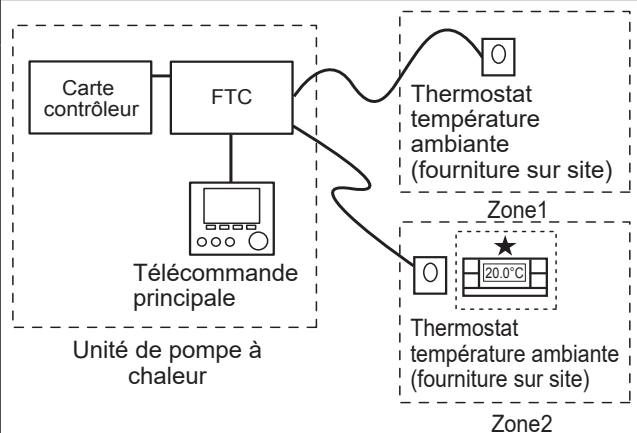 Carte
contrôleur
FTC
Télécommande
principale
Unité de pompe à
chaleur
Thermostat
température
ambiante
(fourniture sur site)
Zone1
20.0°C
Thermostat
température ambiante
(fourniture sur site)
Zone2